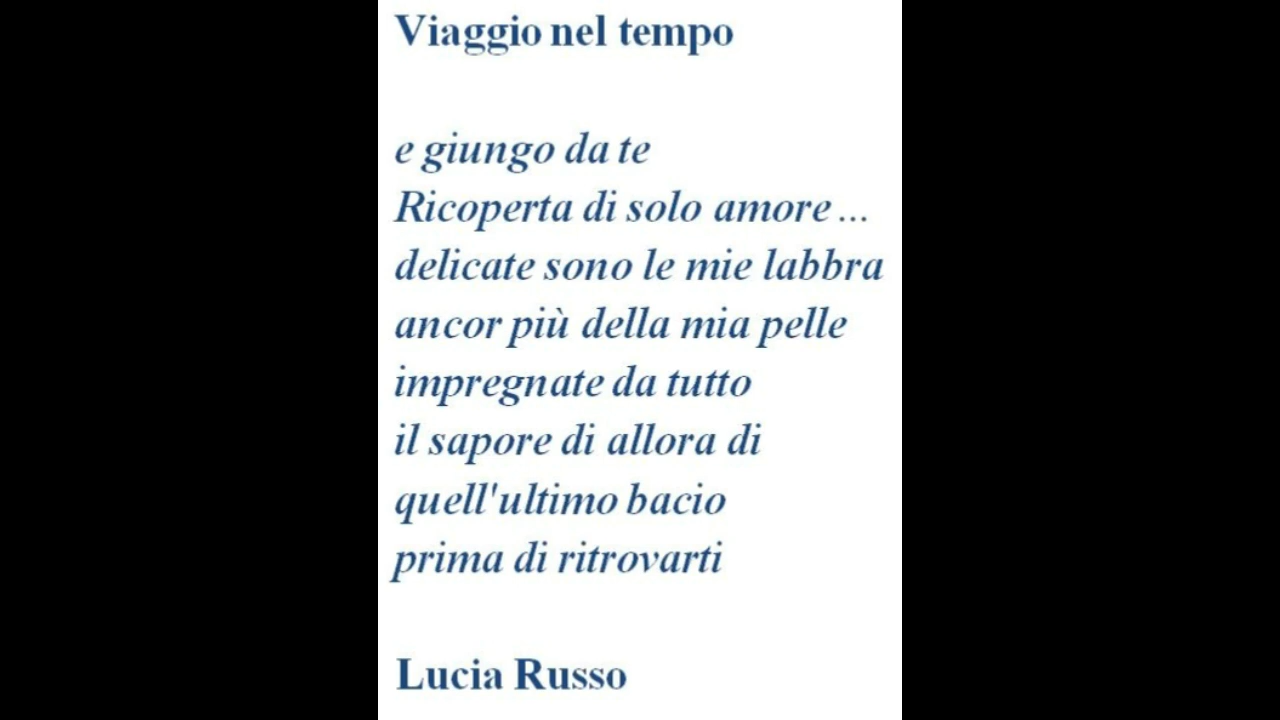 Viaggio nel tempo
e giungo da te
Ricoperta di solo amore ...
delicate sono le mie labbra
ancor più della mia pelle
impregnate da tutto
il sapore di allora di
quell'ultimo bacio
prima di ritrovarti
Lucia Russo